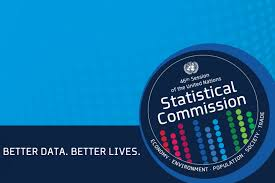 46th Session
of the United Nations
Statistical
Commission
ECONOMY · ENVIRONMENT · POPULATION · SOCIETY · TRADE
BETTER DATA. BETTER LIVES.